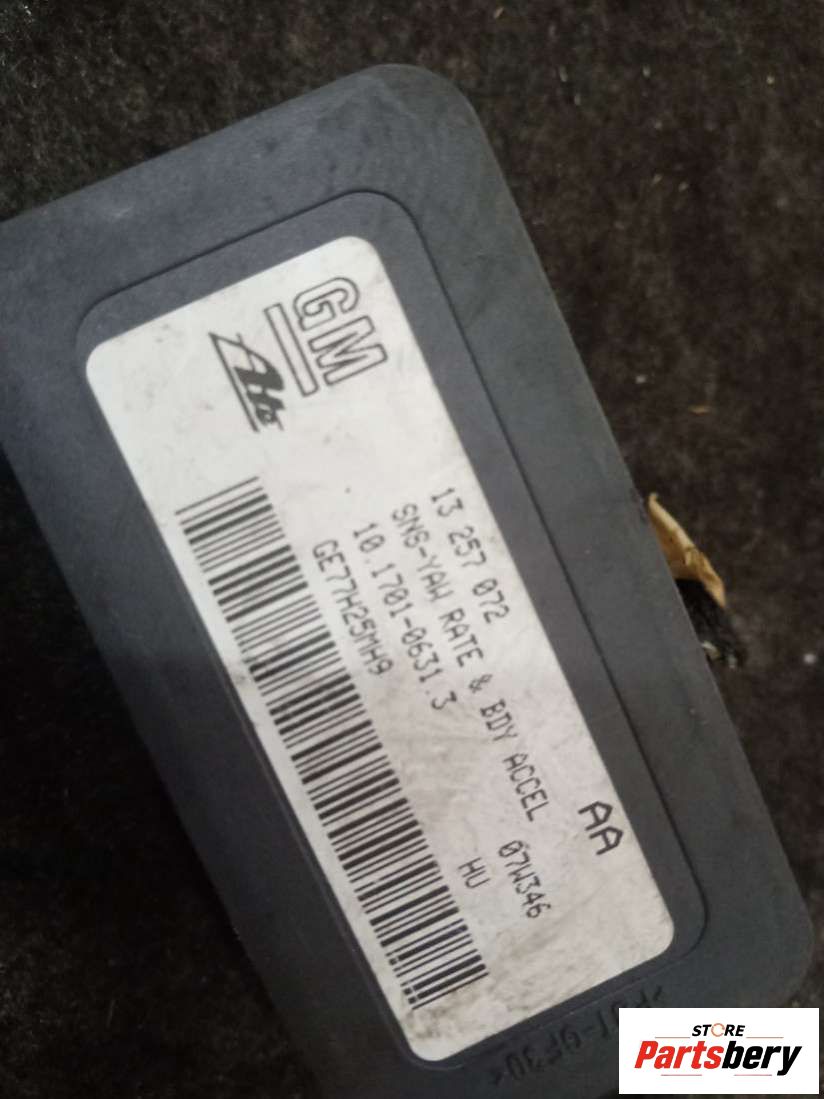 GM
Ate
13 257 072
AA
SNS-YAW RATE & BDY ACCEL
10.1701-0631.3
07W346
GE77H25MH9
HU
STORE
Partsbery